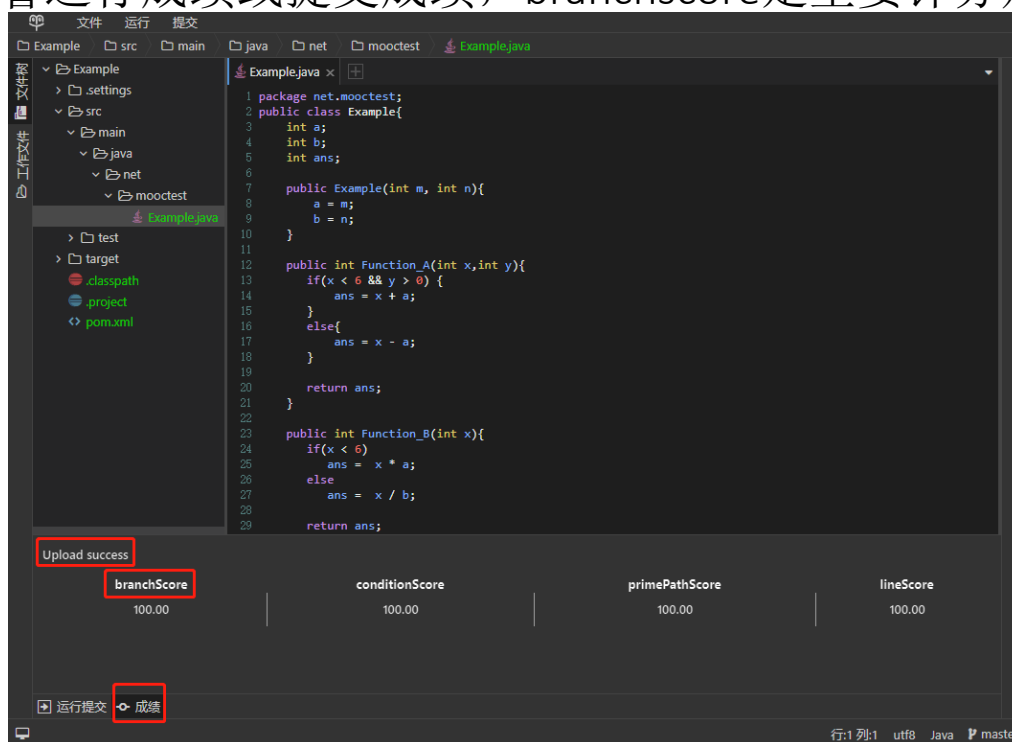 文件 运行 提交
Example src main java net mooctest Example.java
文件树
工作文件
Example
.settings
src
main
java
net
mooctest
Example.java
test
target
.classpath
.project
pom.xml
Example.java
1 package net.mooctest;
2 public class Example{
3 int a;
4 int b;
5 int ans;
6
7 public Example(int m, int n){
8 a = m;
9 b = n;
10 }
11
12 public int Function_A(int x,int y){
13 if(x < 6 && y > 0) {
14 ans = x + a;
15 }
16 else{
17 ans = x - a;
18 }
19
20 return ans;
21 }
22
23 public int Function_B(int x){
24 if(x < 6)
25 ans = x * a;
26 else
27 ans = x / b;
28
29 return ans;
Upload success
branchScore conditionScore primePathScore lineScore
100.00 100.00 100.00 100.00
运行提交 成绩
行:1 列:1 utf8 Java maste